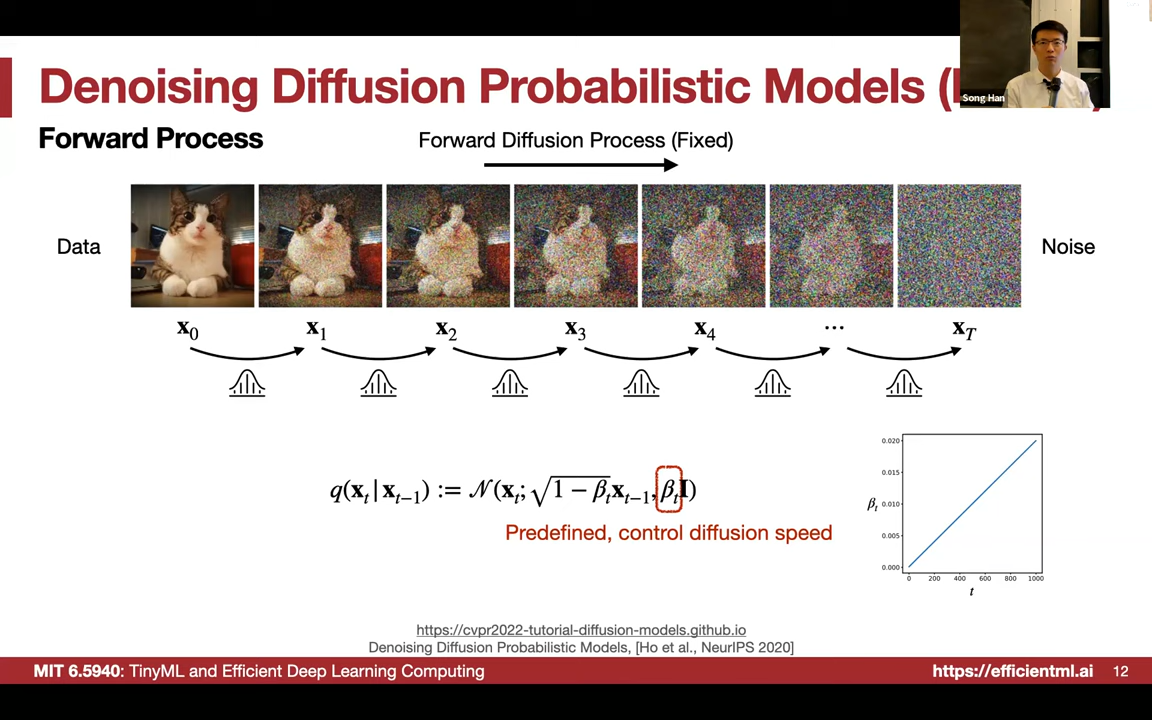 Denoising Diffusion Probabilistic Models (
Song Han
Forward Process
Forward Diffusion Process (Fixed)
Data
Noise
x₀ x₁ x₂ x₃ x₄ ⋯ x_T
q(xₜ|xₜ₋₁) := 𝒩(xₜ; √(1 − βₜ)xₜ₋₁, βₜI)
Predefined, control diffusion speed
0.020
0.015
βₜ 0.010
0.005
0.000
0 200 400 600 800 1000
t
https://cvpr2022-tutorial-diffusion-models.github.io
Denoising Diffusion Probabilistic Models, [Ho et al., NeurIPS 2020]
MIT 6.5940: TinyML and Efficient Deep Learning Computing
https://efficientml.ai 12